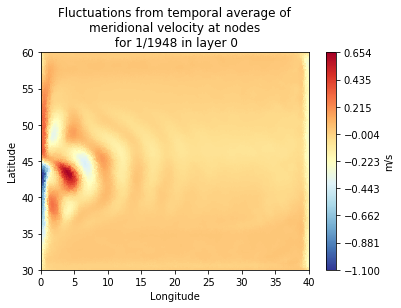 Fluctuations from temporal average of
meridional velocity at nodes
for 1/1948 in layer 0
60
55
50
45
40
35
30
Latitude
0 5 10 15 20 25 30 35 40
Longitude
0.654
0.435
0.215
−0.004
−0.223
−0.443
−0.662
−0.881
−1.100
m/s